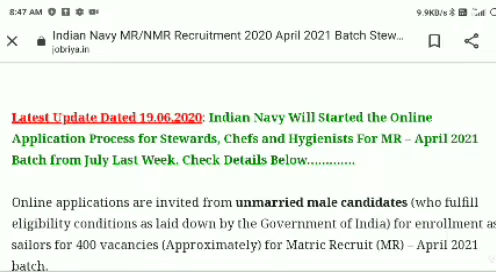 8:47 AM
9.9KB/s
Indian Navy MR/NMR Recruitment 2020 April 2021 Batch Stew...
jobriya.in
Latest Update Dated 19.06.2020: Indian Navy Will Started the Online
Application Process for Stewards, Chefs and Hygienists For MR – April 2021
Batch from July Last Week. Check Details Below.............
Online applications are invited from unmarried male candidates (who fulfill
eligibility conditions as laid down by the Government of India) for enrollment as
sailors for 400 vacancies (Approximately) for Matric Recruit (MR) – April 2021
batch.